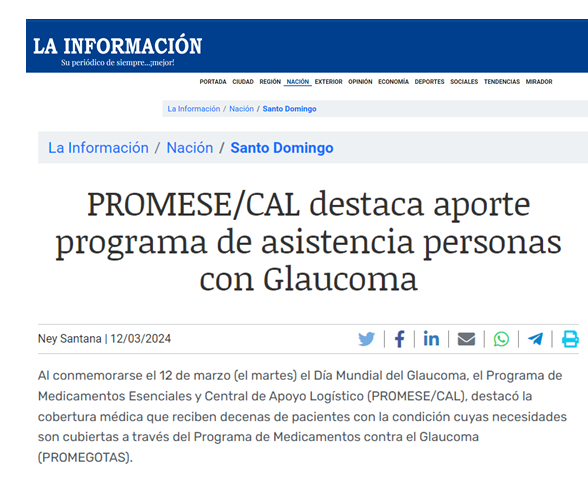 LA INFORMACIÓN
Su periódico de siempre...¡mejor!
PORTADA CIUDAD REGIÓN NACIÓN EXTERIOR OPINIÓN ECONOMÍA DEPORTES SOCIALES TENDENCIAS MIRADOR
La Información / Nación / Santo Domingo
La Información / Nación / Santo Domingo
PROMESE/CAL destaca aporte
programa de asistencia personas
con Glaucoma
Ney Santana | 12/03/2024
Al conmemorarse el 12 de marzo (el martes) el Día Mundial del Glaucoma, el Programa de
Medicamentos Esenciales y Central de Apoyo Logístico (PROMESE/CAL), destacó la
cobertura médica que reciben decenas de pacientes con la condición cuyas necesidades
son cubiertas a través del Programa de Medicamentos contra el Glaucoma
(PROMEGOTAS).